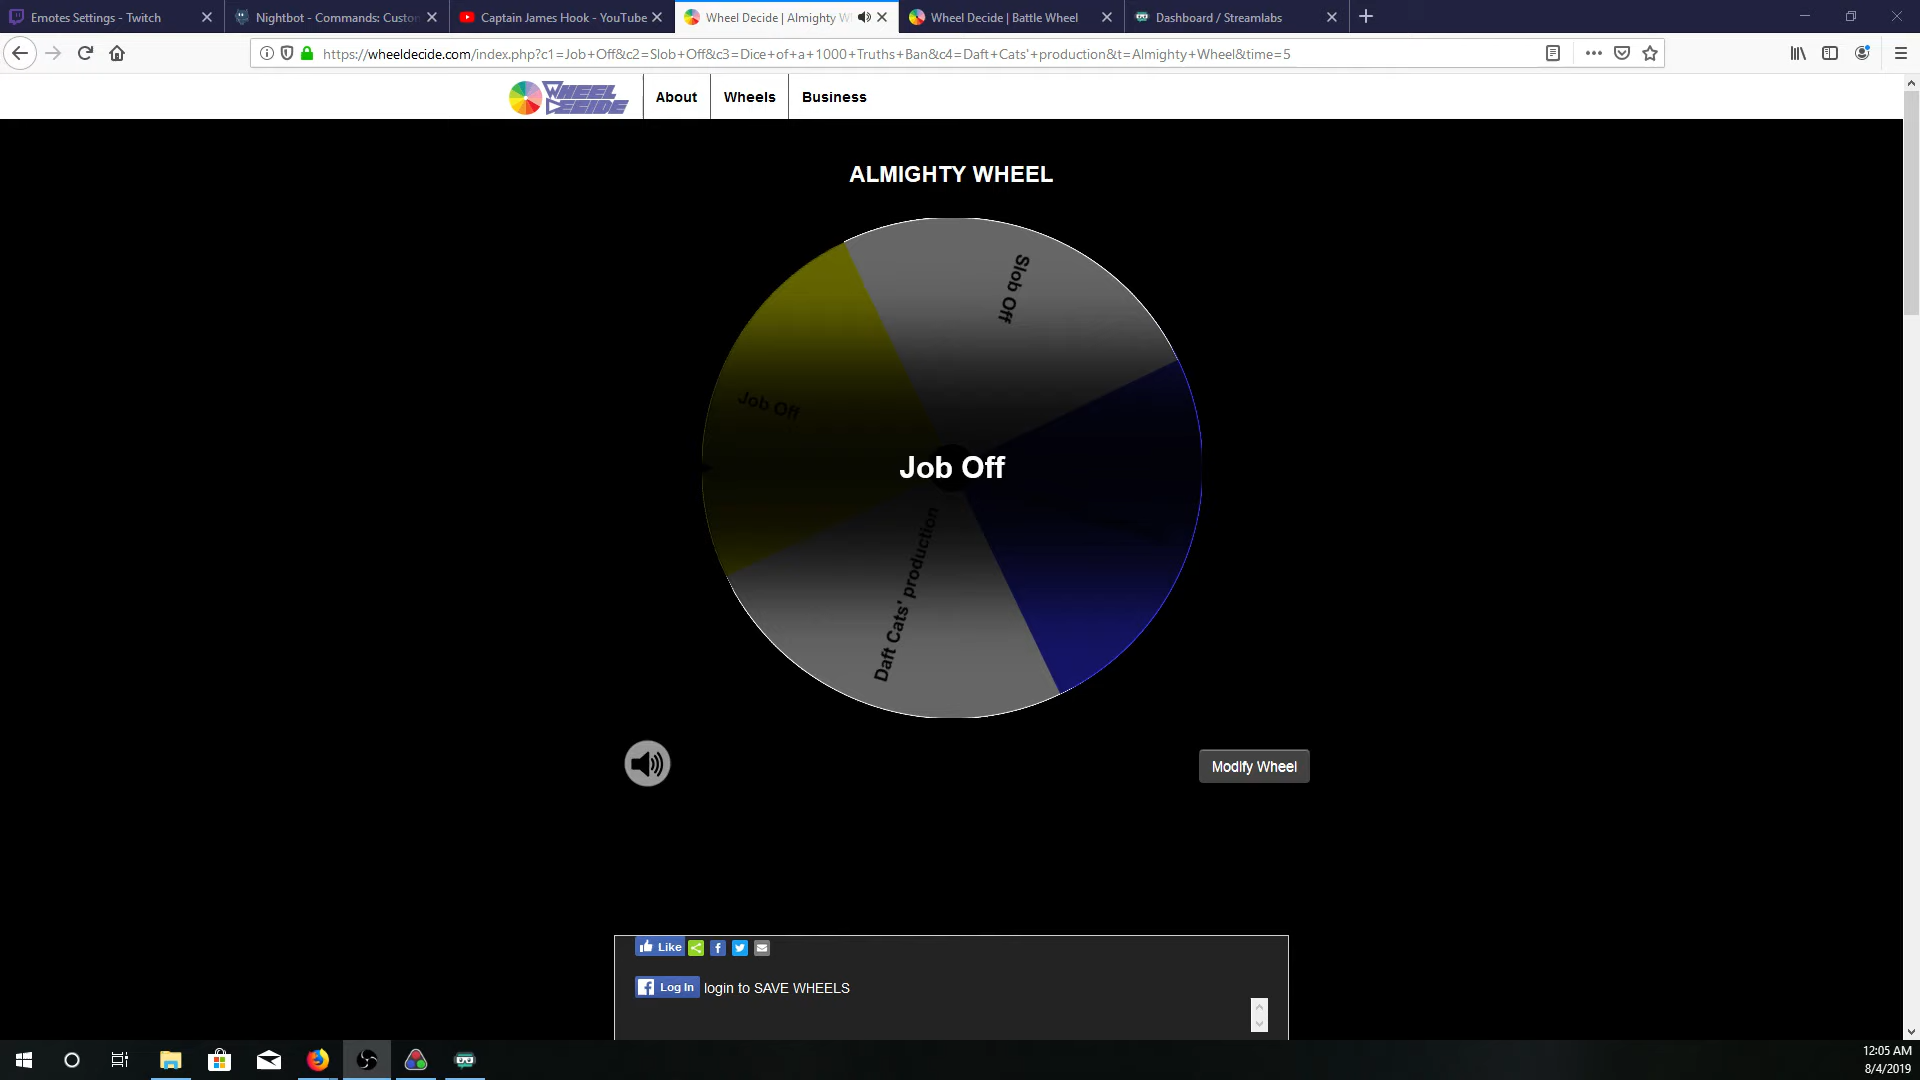 Emotes Settings - Twitch
Nightbot - Commands: Custon
Captain James Hook - YouTube
Wheel Decide | Almighty W
Wheel Decide | Battle Wheel
Dashboard / Streamlabs
https://wheeldecide.com/index.php?c1=Job+Off&c2=Slob+Off&c3=Dice+of+a+1000+Truths+Ban&c4=Daft+Cats'+production&t=Almighty+Wheel&time=5
WHEEL DECIDE
About
Wheels
Business
ALMIGHTY WHEEL
Slob Off
Job Off
Job Off
Daft Cats' production
Modify Wheel
Like
Log In login to SAVE WHEELS
12:05 AM
8/4/2019